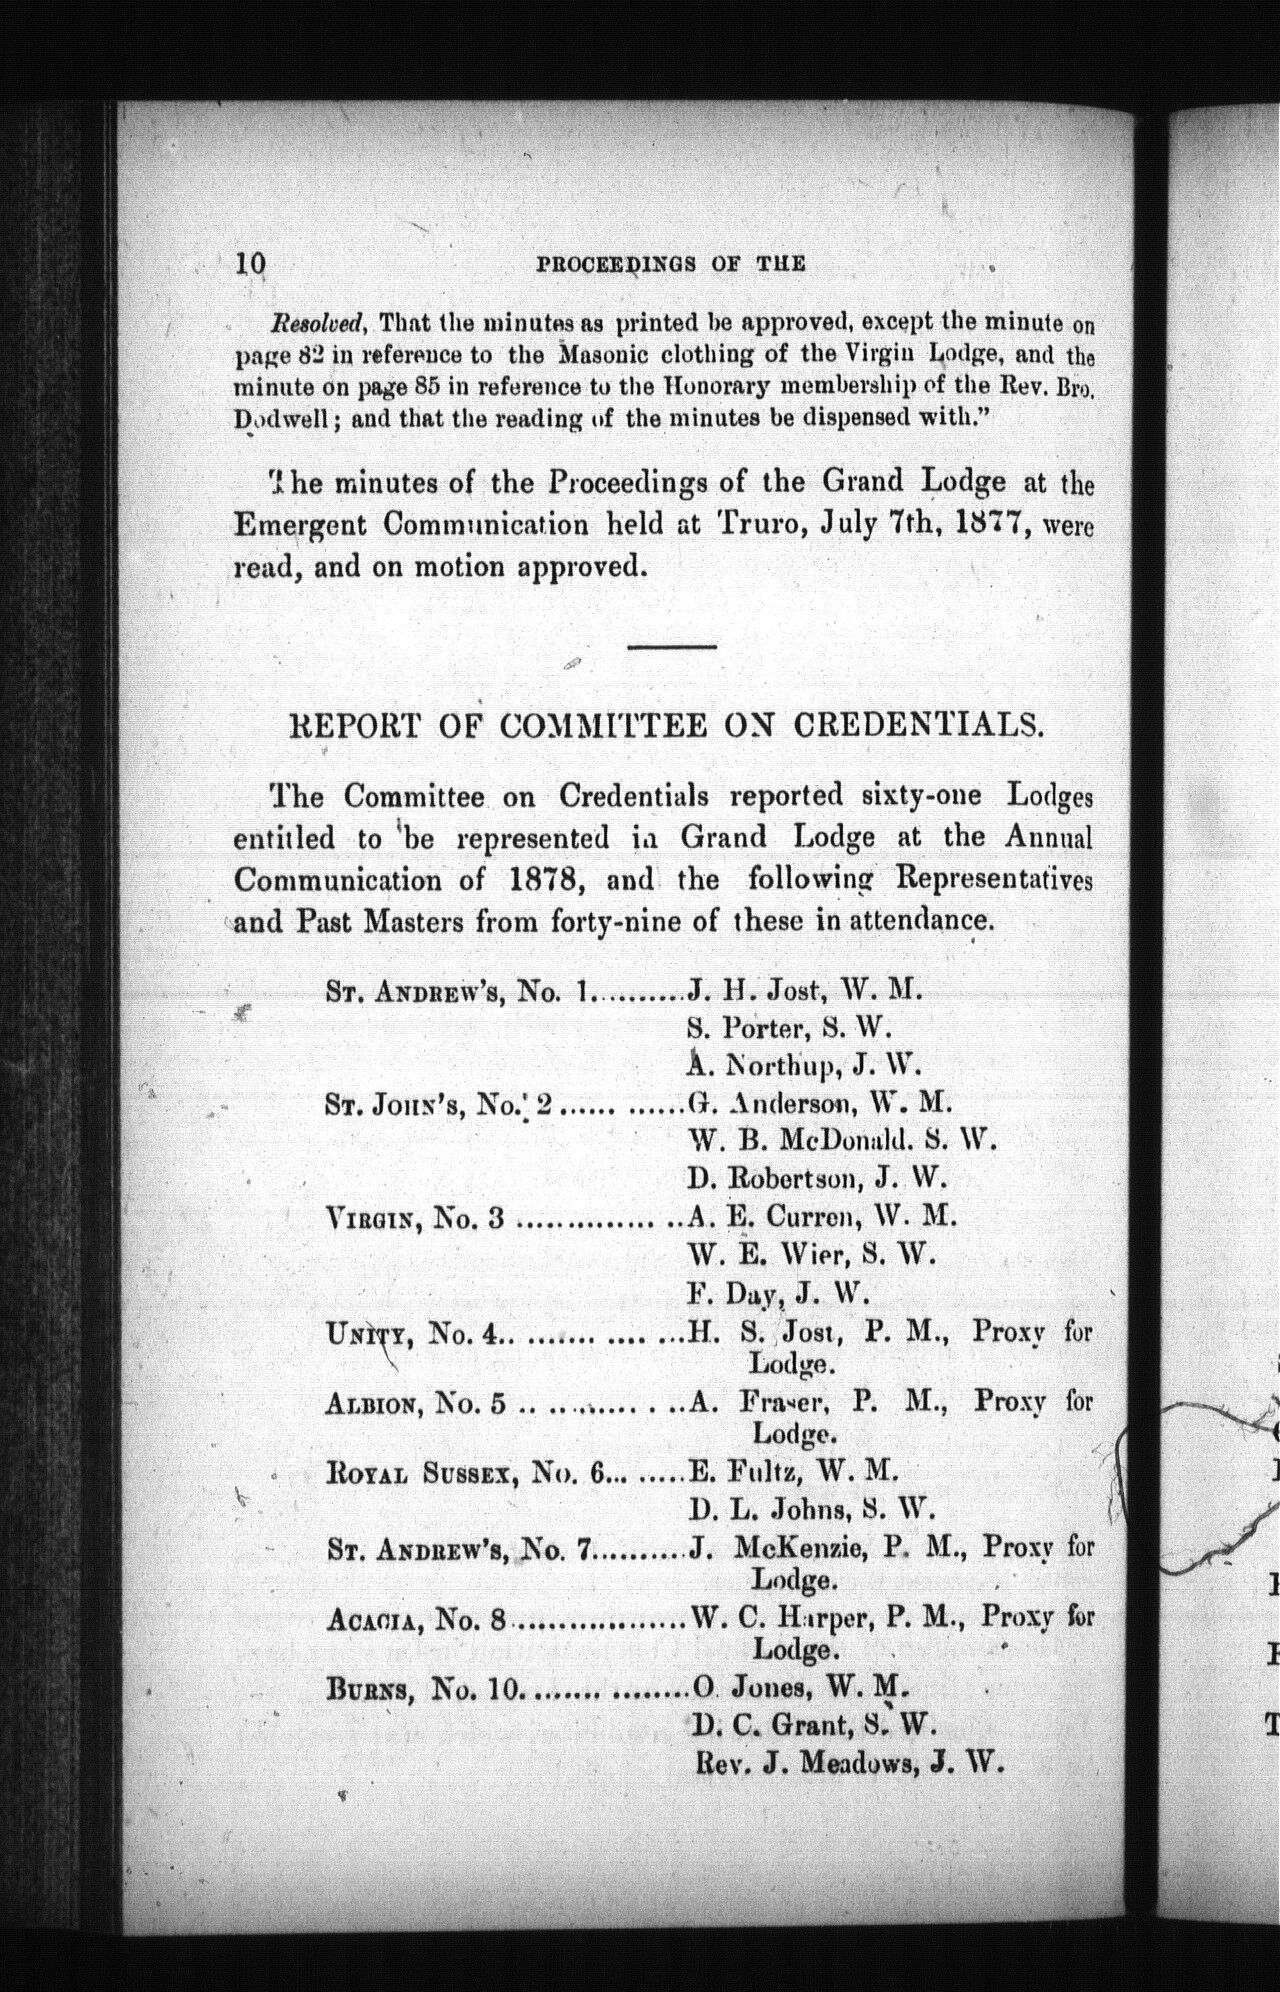 10 PROCEEDINGS OF THE
Resolved, That the minutes as printed be approved, except the minute on
page 82 in reference to the Masonic clothing of the Virgin Lodge, and the
minute on page 85 in reference to the Honorary membership of the Rev. Bro.
Dodwell; and that the reading of the minutes be dispensed with.”
The minutes of the Proceedings of the Grand Lodge at the
Emergent Communication held at Truro, July 7th, 1877, were
read, and on motion approved.
REPORT OF COMMITTEE ON CREDENTIALS.
The Committee on Credentials reported sixty-one Lodges
entitled to be represented in Grand Lodge at the Annual
Communication of 1878, and the following Representatives
and Past Masters from forty-nine of these in attendance.
ST. ANDREW'S, No. 1..........J. H. Jost, W. M.
S. Porter, S. W.
A. Northup, J. W.
ST. JOHN'S, No. 2............G. Anderson, W. M.
W. B. McDonald. S. W.
D. Robertson, J. W.
VIRGIN, No. 3 ................A. E. Curren, W. M.
W. E. Wier, S. W.
F. Day, J. W.
UNITY, No. 4.. ....... .... ...H. S. Jost, P. M., Proxy for
Lodge.
ALBION, No. 5 .. .......... . ..A. Fraser, P. M., Proxy for
Lodge.
ROYAL SUSSEX, No. 6... .....E. Fultz, W. M.
D. L. Johns, S. W.
ST. ANDREW'S, No. 7..........J. McKenzie, P. M., Proxy for
Lodge.
ACACIA, No. 8.................W. C. Harper, P. M., Proxy for
Lodge.
BURNS, No. 10......... ........O. Jones, W. M.
D. C. Grant, S. W.
Rev. J. Meadows, J. W.